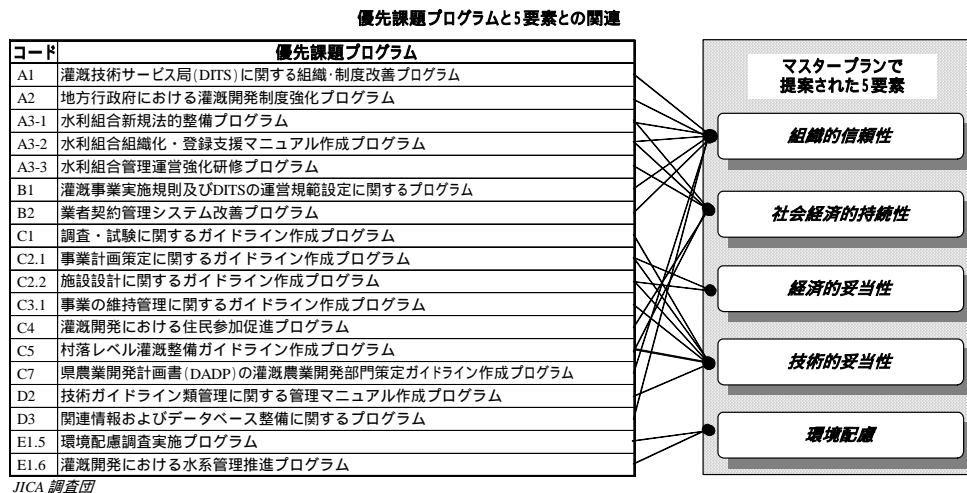 優先課題プログラムと5要素との関連
コード 優先課題プログラム
A1 灌漑技術サービス局(DITS)に関する組織･制度改善プログラム
A2 地方行政府における灌漑開発制度強化プログラム
A3-1 水利組合新規法的整備プログラム
A3-2 水利組合組織化・登録支援マニュアル作成プログラム
A3-3 水利組合管理運営強化研修プログラム
B1 灌漑事業実施規則及びDITSの運営規範設定に関するプログラム
B2 業者契約管理システム改善プログラム
C1 調査・試験に関するガイドライン作成プログラム
C2.1 事業計画策定に関するガイドライン作成プログラム
C2.2 施設設計に関するガイドライン作成プログラム
C3.1 事業の維持管理に関するガイドライン作成プログラム
C4 灌漑開発における住民参加促進プログラム
C5 村落レベル灌漑整備ガイドライン作成プログラム
C7 県農業開発計画書(DADP)の灌漑農業開発部門策定ガイドライン作成プログラム
D2 技術ガイドライン類管理に関する管理マニュアル作成プログラム
D3 関連情報およびデータベース整備に関するプログラム
E1.5 環境配慮調査実施プログラム
E1.6 灌漑開発における水系管理推進プログラム
JICA 調査団
マスタープランで
提案された5要素
組織的信頼性
社会経済的持続性
経済的妥当性
技術的妥当性
環境配慮